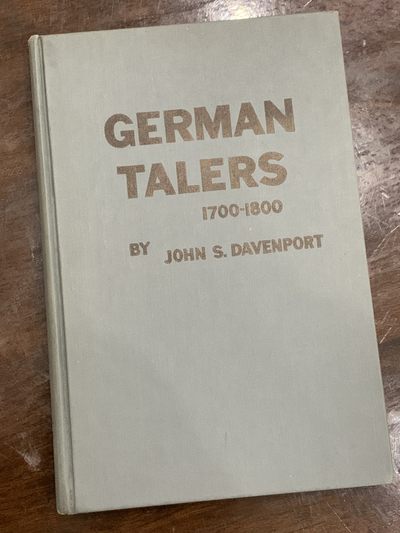 GERMAN
TALERS
1700-1800
BY JOHN S. DAVENPORT